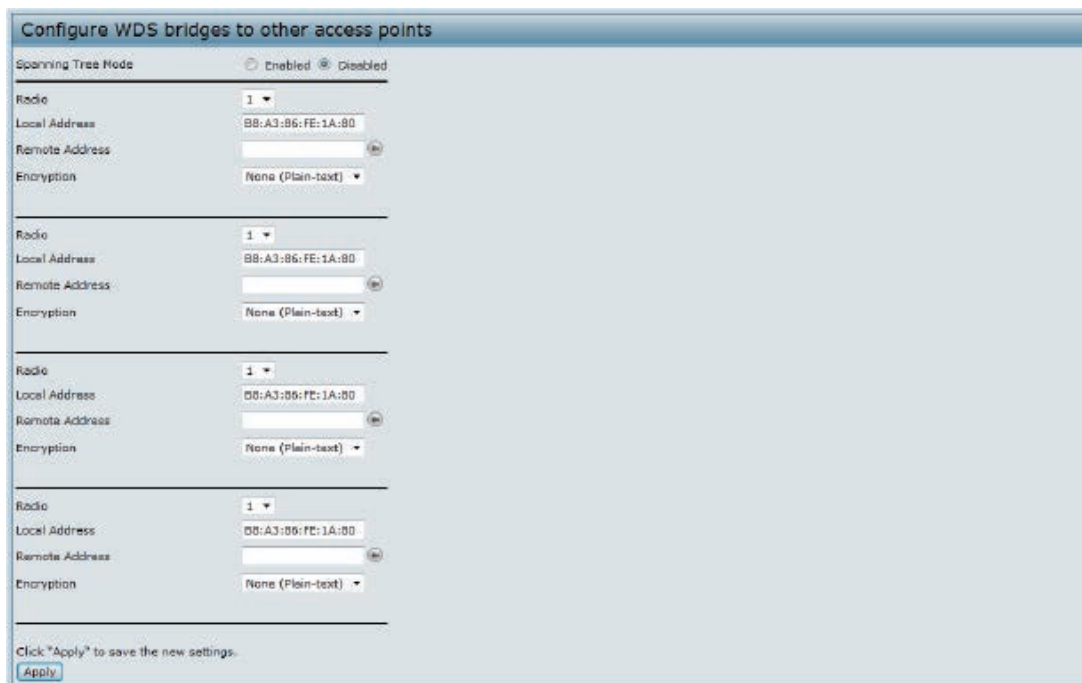 Configure WDS bridges to other access points
Spanning Tree Mode Enabled Disabled
Radio 1
Local Address B8:A3:86:FE:1A:80
Remote Address
Encryption None (Plain-text)
Radio 1
Local Address B8:A3:86:FE:1A:80
Remote Address
Encryption None (Plain-text)
Radio 1
Local Address B8:A3:86:FE:1A:80
Remote Address
Encryption None (Plain-text)
Radio 1
Local Address B8:A3:86:FE:1A:80
Remote Address
Encryption None (Plain-text)
Click "Apply" to save the new settings.
Apply